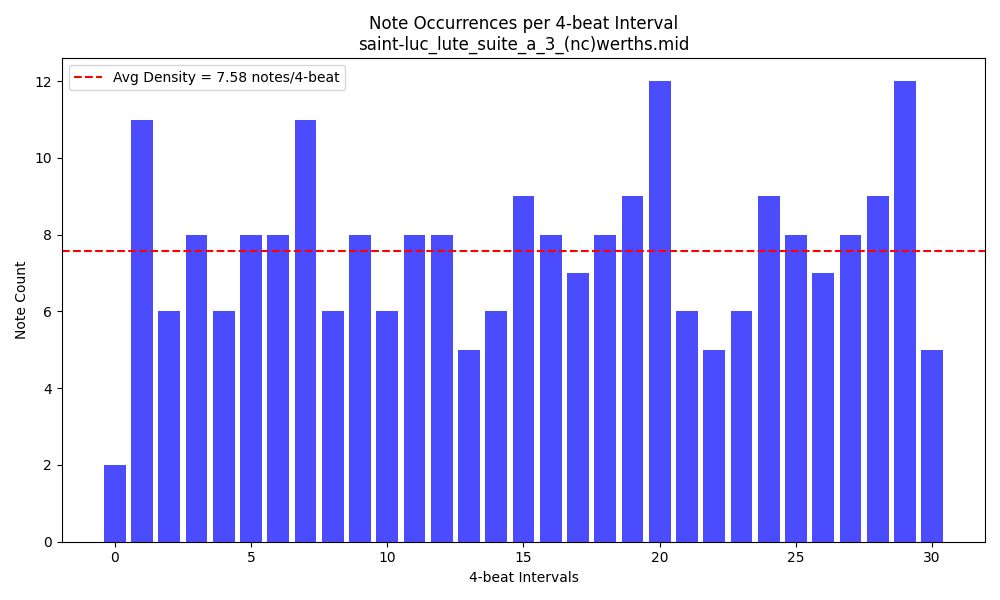 Note Occurrences per 4-beat Interval
saint-luc_lute_suite_a_3_(nc)werths.mid
Avg Density = 7.58 notes/4-beat
Note Count
12
10
8
6
4
2
0
0 5 10 15 20 25 30
4-beat Intervals